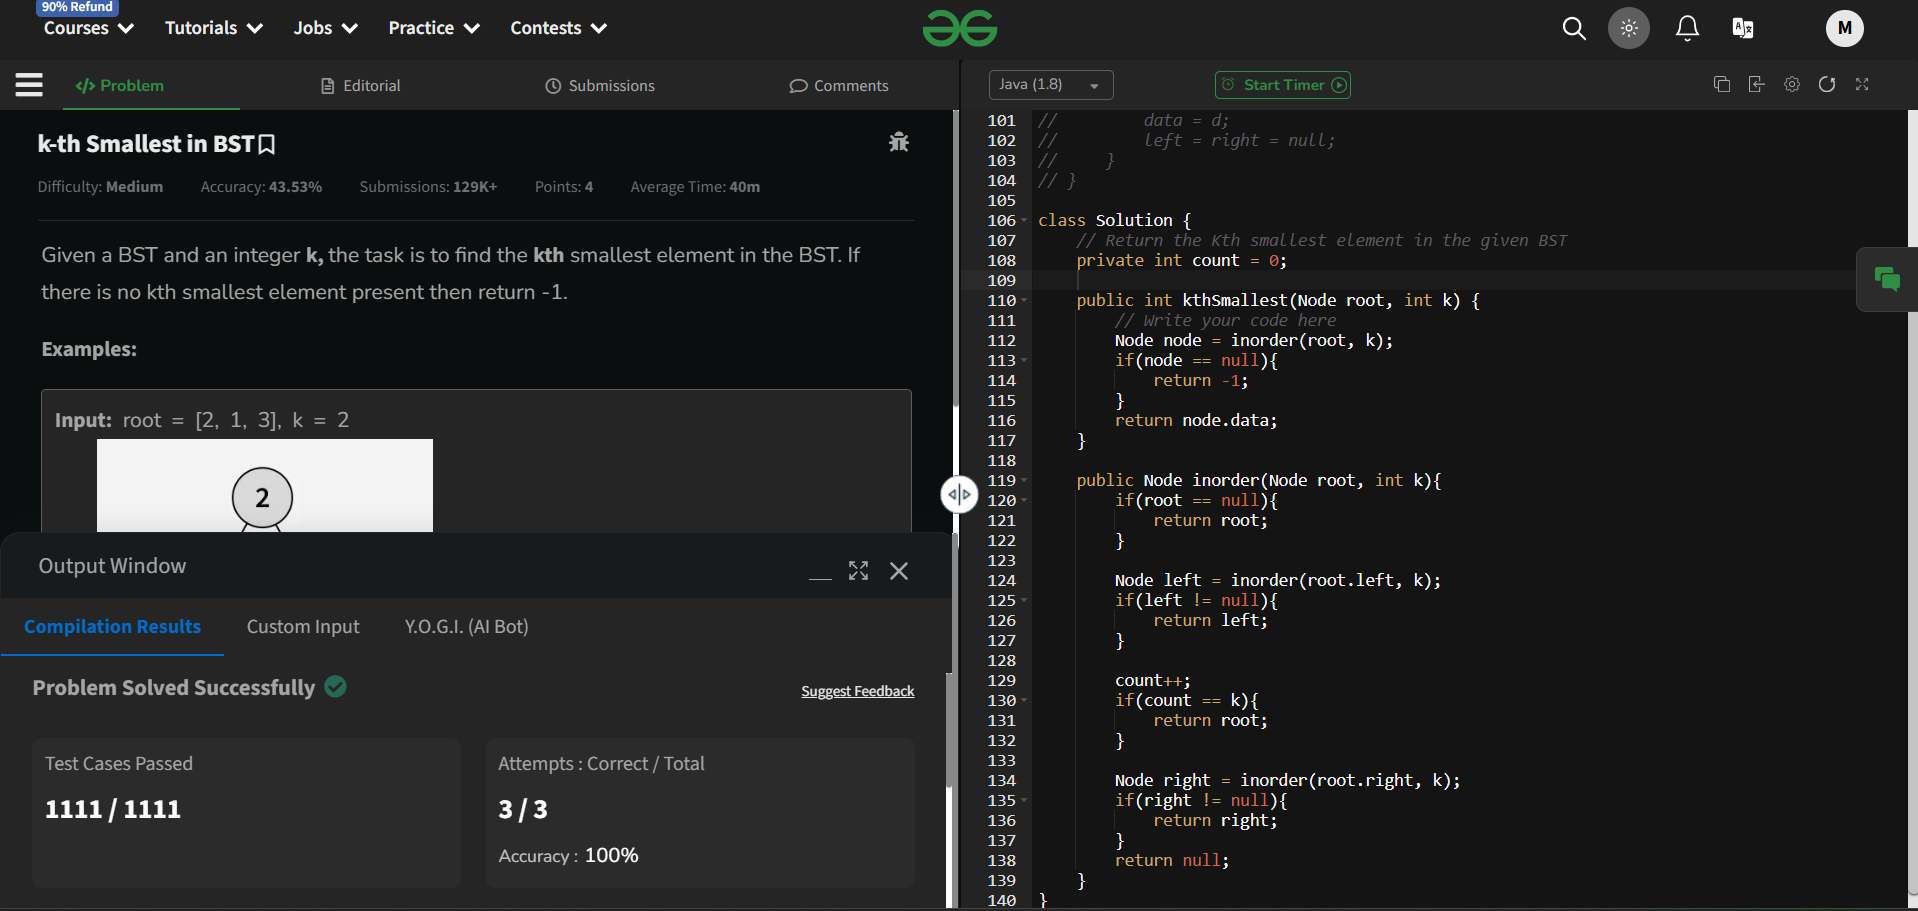 90% Refund
Courses Tutorials Jobs Practice Contests
M
</> Problem Editorial Submissions Comments
Java (1.8) Start Timer
k-th Smallest in BST
Difficulty: Medium Accuracy: 43.53% Submissions: 129K+ Points: 4 Average Time: 40m
Given a BST and an integer k, the task is to find the kth smallest element in the BST. If
there is no kth smallest element present then return -1.
Examples:
Input: root = [2, 1, 3], k = 2
2
Output Window
Compilation Results Custom Input Y.O.G.I. (AI Bot)
Problem Solved Successfully
Suggest Feedback
Test Cases Passed
1111 / 1111
Attempts : Correct / Total
3 / 3
Accuracy : 100%
101 //         data = d;
102 //         left = right = null;
103 //     }
104 // }
105
106 class Solution {
107     // Return the Kth smallest element in the given BST
108     private int count = 0;
109
110     public int kthSmallest(Node root, int k) {
111         // Write your code here
112         Node node = inorder(root, k);
113         if(node == null){
114             return -1;
115         }
116         return node.data;
117     }
118
119     public Node inorder(Node root, int k){
120         if(root == null){
121             return root;
122         }
123
124         Node left = inorder(root.left, k);
125         if(left != null){
126             return left;
127         }
128
129         count++;
130         if(count == k){
131             return root;
132         }
133
134         Node right = inorder(root.right, k);
135         if(right != null){
136             return right;
137         }
138         return null;
139     }
140 }